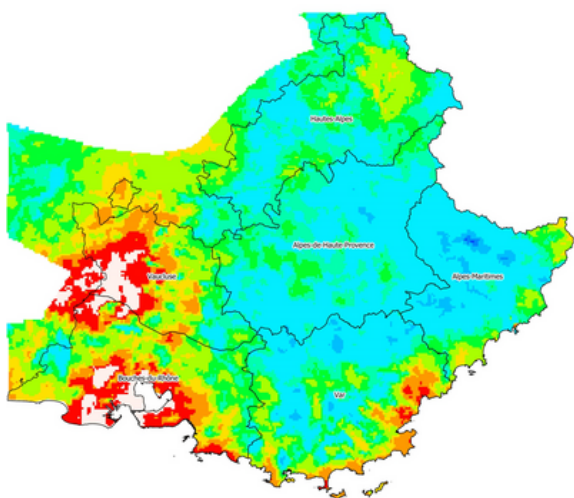 Hautes-Alpes
Alpes-de-Haute-Provence
Alpes-Maritimes
Vaucluse
Bouches-du-Rhône
Var